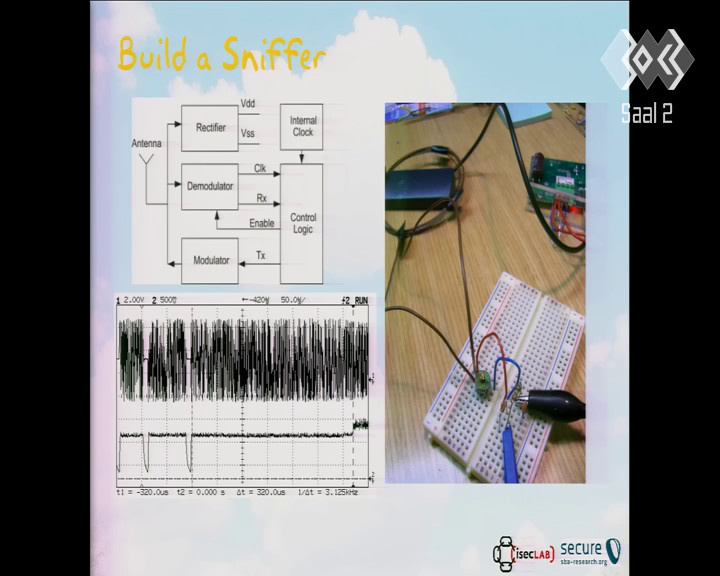 Build a Sniffer
Saal 2
Antenna
Rectifier
Vdd
Vss
Internal
Clock
Demodulator
Clk
Rx
Enable
Control
Logic
Modulator
Tx
1 2.00V 2 500
←-420 50.0 /
f2 RUN
t1 = -320.0us t2 = 0.000 s Δt = 320.0us 1/Δt = 3.125kHz
isecLAB
secure
sba-research.org